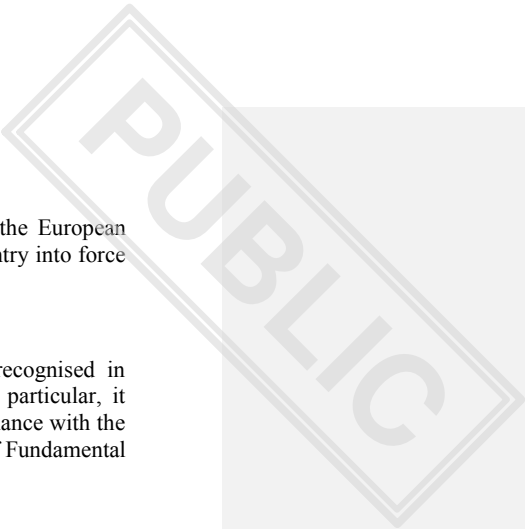 the European
ntry into force
PUBLIC
recognised in
particular, it
ance with the
f Fundamental